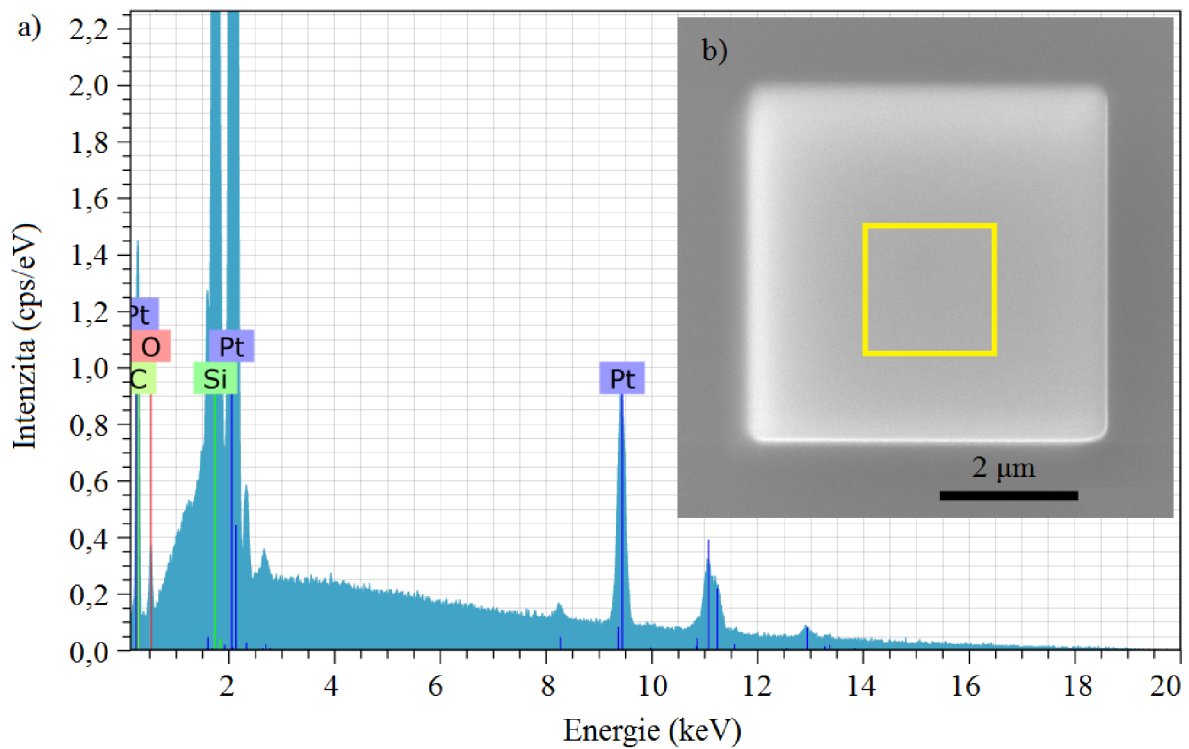 a)
Intenzita (cps/eV)
2,2
2,0
1,8
1,6
1,4
1,2
1,0
0,8
0,6
0,4
0,2
0,0
Pt
O
C
Si
Pt
Pt
b)
2 μm
2
4
6
8
10
12
14
16
18
20
Energie (keV)